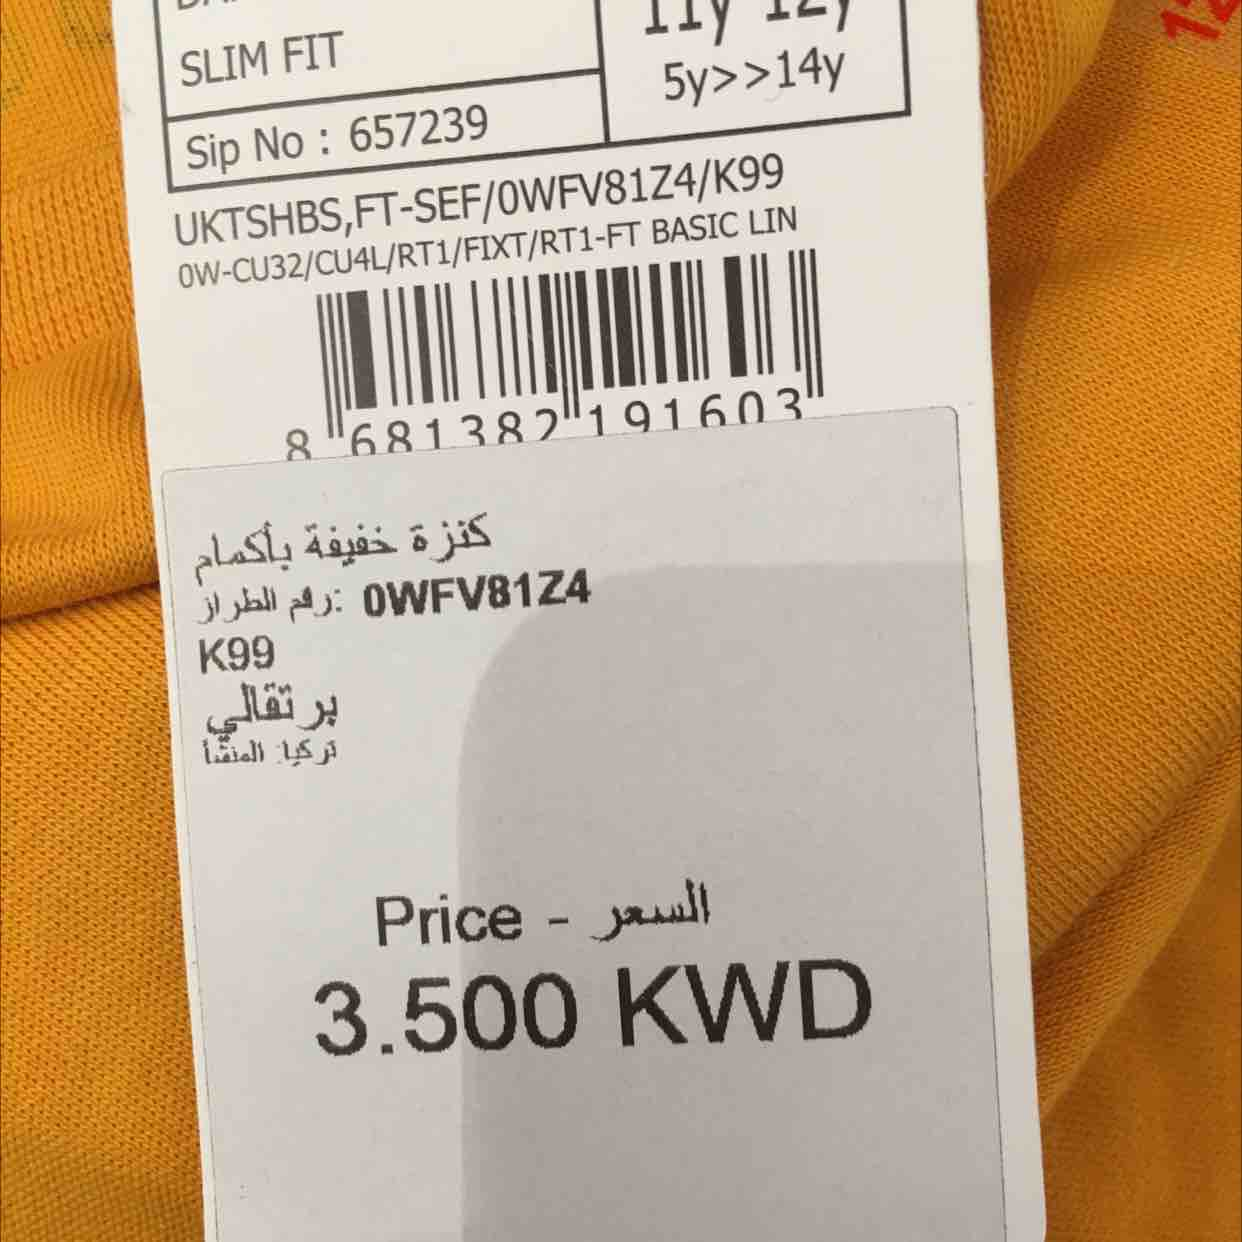 SLIM FIT
11y 12y
5y>>14y
Sip No : 657239
UKTSHBS,FT-SEF/0WFV81Z4/K99
0W-CU32/CU4L/RT1/FIXT/RT1-FT BASIC LIN
8 681382 191603
كنزة خفيفة بأكمام
رقم الطراز: 0WFV81Z4
K99
برتقالي
تركيا: المنشأ
Price - السعر
3.500 KWD